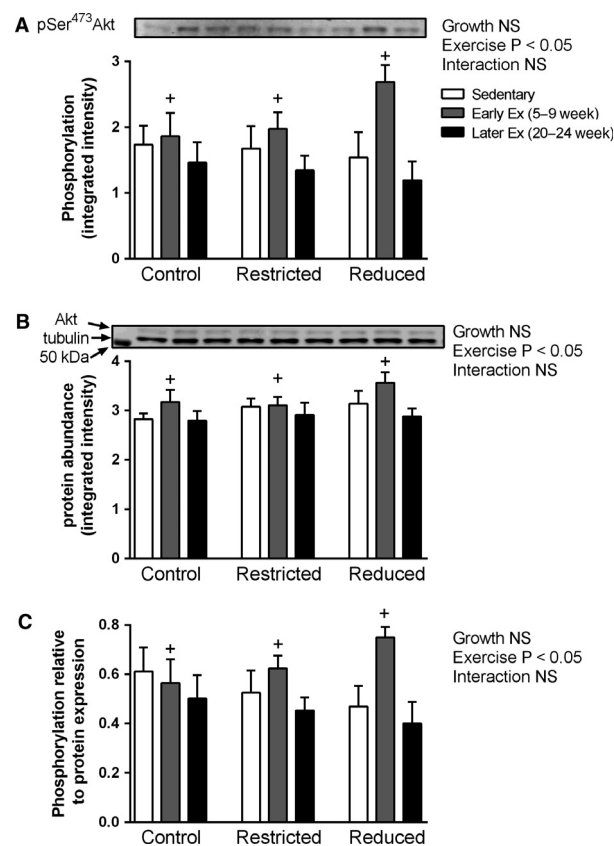 A
pSer473Akt
Growth NS
Exercise P < 0.05
Interaction NS
Sedentary
Early Ex (5–9 week)
Later Ex (20–24 week)
Phosphorylation
(integrated intensity)
3
2
1
0
+
+
+
Control Restricted Reduced
B
Akt
tubulin
50 kDa
Growth NS
Exercise P < 0.05
Interaction NS
protein abundance
(integrated intensity)
4
3
2
1
0
+
+
+
Control Restricted Reduced
C
Growth NS
Exercise P < 0.05
Interaction NS
Phosphorylation relative
to protein expression
0.8
0.6
0.4
0.2
0.0
+
+
+
Control Restricted Reduced